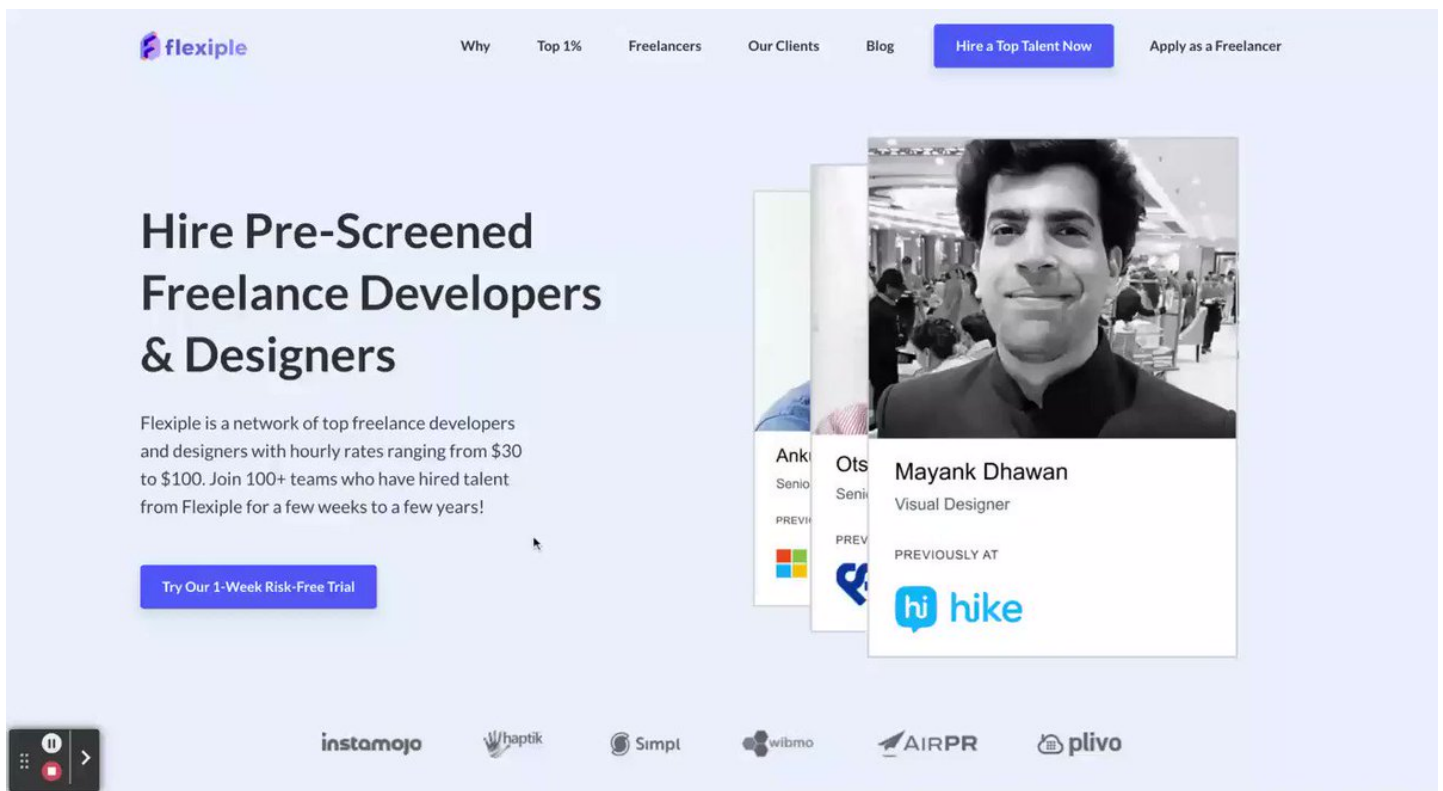 flexiple
Why
Top 1%
Freelancers
Our Clients
Blog
Hire a Top Talent Now
Apply as a Freelancer
Hire Pre-Screened
Freelance Developers
& Designers
Flexiple is a network of top freelance developers
and designers with hourly rates ranging from $30
to $100. Join 100+ teams who have hired talent
from Flexiple for a few weeks to a few years!
Try Our 1-Week Risk-Free Trial
Mayank Dhawan
Visual Designer
PREVIOUSLY AT
hi hike
instamojo
haptik
Simpl
wibmo
AIRPR
plivo